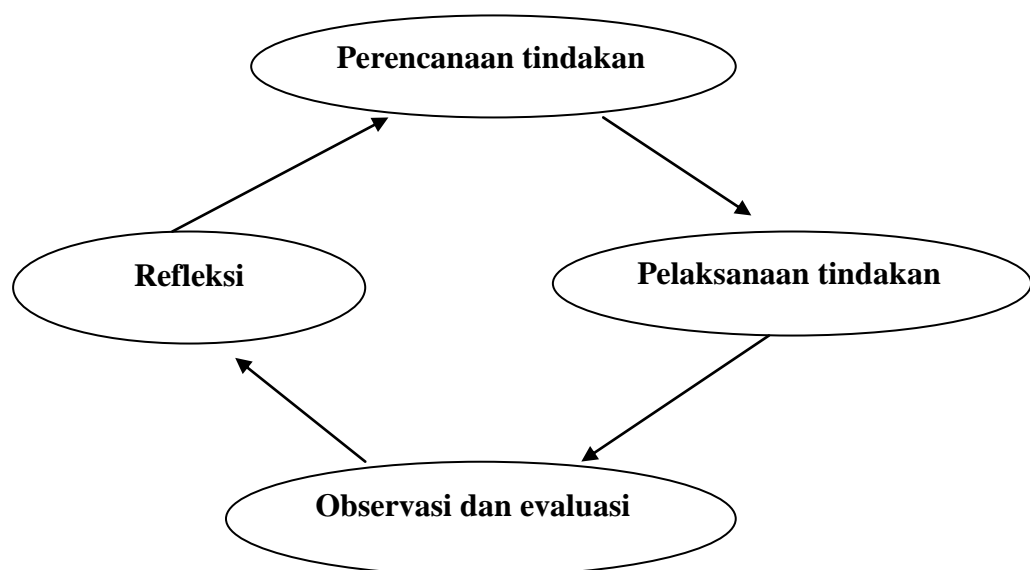 Perencanaan tindakan
Refleksi
Pelaksanaan tindakan
Observasi dan evaluasi